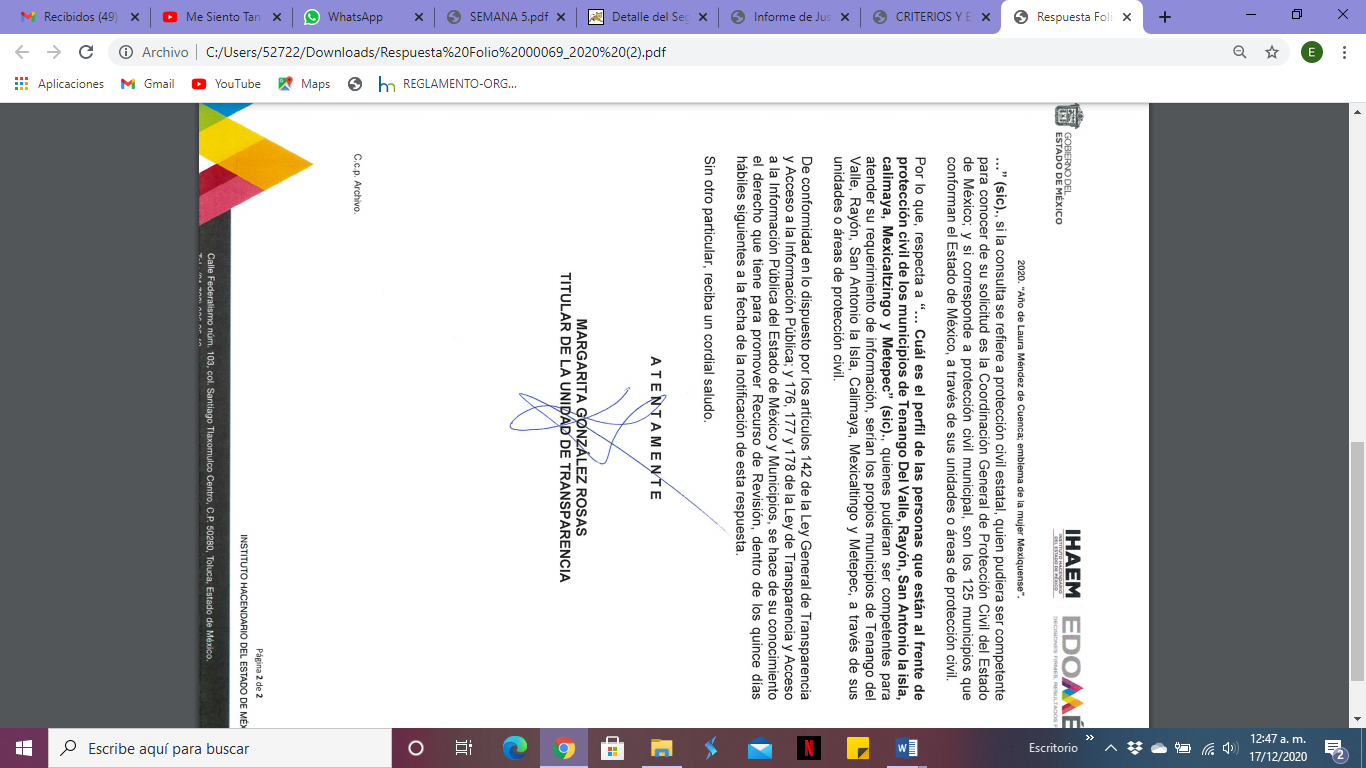 Recibidos (49)
Me Siento Tan
WhatsApp
SEMANA 5.pdf
Detalle del Seg
Informe de Jus
CRITERIOS Y E
Respuesta Foli
Archivo
C:/Users/52722/Downloads/Respuesta%20Folio%2000069_2020%20(2).pdf
E
Aplicaciones
Gmail
YouTube
Maps
REGLAMENTO-ORG...
GOBIERNO DEL
ESTADO DE MÉXICO
IHAEM
INSTITUTO HACENDARIO
DEL ESTADO DE MÉXICO
EDOMÉ
DECISIONES FIRMES, RESULTADOS
2020. “Año de Laura Méndez de Cuenca; emblema de la mujer Mexiquense”.
…” (sic)., si la consulta se refiere a protección civil estatal, quien pudiera ser competente
para conocer de su solicitud es la Coordinación General de Protección Civil del Estado
de México; y si corresponde a protección civil municipal, son los 125 municipios que
conforman el Estado de México, a través de sus unidades o áreas de protección civil.
Por lo que, respecta a “… Cuál es el perfil de las personas que están al frente de
protección civil de los municipios de Tenango Del Valle, Rayón, San Antonio la isla,
calimaya, Mexicaltzingo y Metepec” (sic)., quienes pudieran ser competentes para
atender su requerimiento de información, serían los propios municipios de Tenango del
Valle, Rayón, San Antonio la Isla, Calimaya, Mexicaltingo y Metepec, a través de sus
unidades o áreas de protección civil.
De conformidad en lo dispuesto por los artículos 142 de la Ley General de Transparencia
y Acceso a la Información Pública; y 176, 177 y 178 de la Ley de Transparencia y Acceso
a la Información Pública del Estado de México y Municipios, se hace de su conocimiento
el derecho que tiene para promover Recurso de Revisión, dentro de los quince días
hábiles siguientes a la fecha de la notificación de esta respuesta.
Sin otro particular, reciba un cordial saludo.
A T E N T A M E N T E
MARGARITA GONZÁLEZ ROSAS
TITULAR DE LA UNIDAD DE TRANSPARENCIA
C.c.p. Archivo.
Página 2 de 2
INSTITUTO HACENDARIO DEL ESTADO DE MÉX
Calle Federalismo núm. 103, col. Santiago Tlaxomulco Centro, C.P. 50280, Toluca, Estado de México.
Escribe aquí para buscar
Escritorio
12:47 a. m.
17/12/2020
2